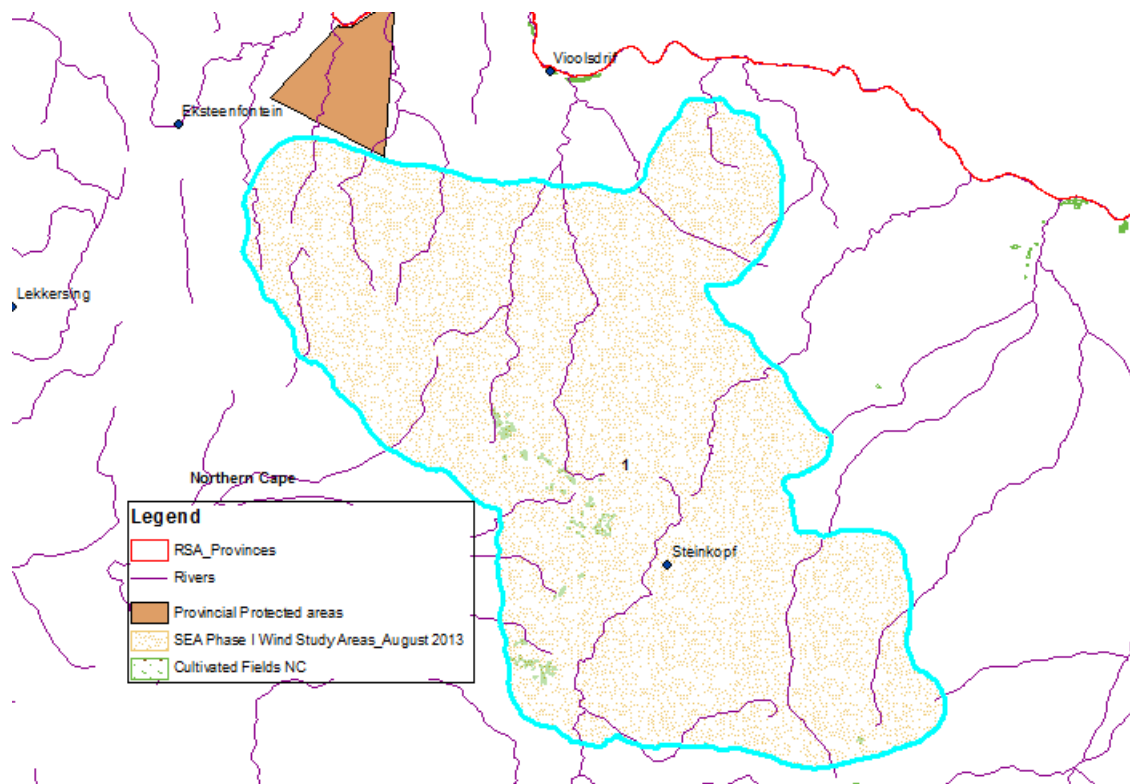 Vioolsdrif
Eksteenfontein
Lekkersing
1
Northern Cape
Steinkopf
Legend
RSA_Provinces
Rivers
Provincial Protected areas
SEA Phase I Wind Study Areas_August 2013
Cultivated Fields NC